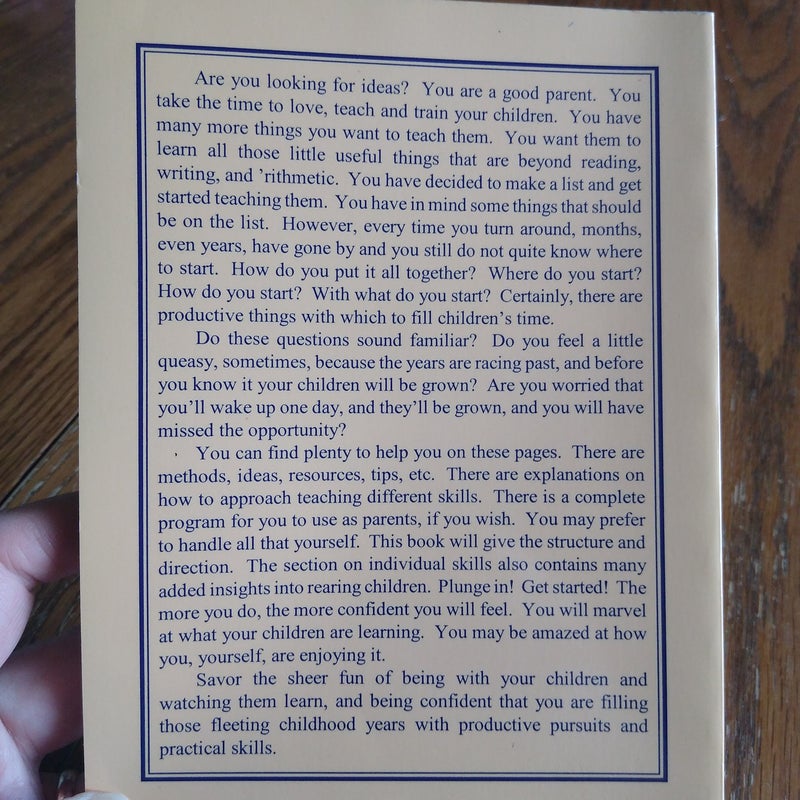 Are you looking for ideas? You are a good parent. You
take the time to love, teach and train your children. You have
many more things you want to teach them. You want them to
learn all those little useful things that are beyond reading,
writing, and ’rithmetic. You have decided to make a list and get
started teaching them. You have in mind some things that should
be on the list. However, every time you turn around, months,
even years, have gone by and you still do not quite know where
to start. How do you put it all together? Where do you start?
How do you start? With what do you start? Certainly, there are
productive things with which to fill children’s time.
Do these questions sound familiar? Do you feel a little
queasy, sometimes, because the years are racing past, and before
you know it your children will be grown? Are you worried that
you’ll wake up one day, and they’ll be grown, and you will have
missed the opportunity?
You can find plenty to help you on these pages. There are
methods, ideas, resources, tips, etc. There are explanations on
how to approach teaching different skills. There is a complete
program for you to use as parents, if you wish. You may prefer
to handle all that yourself. This book will give the structure and
direction. The section on individual skills also contains many
added insights into rearing children. Plunge in! Get started! The
more you do, the more confident you will feel. You will marvel
at what your children are learning. You may be amazed at how
you, yourself, are enjoying it.
Savor the sheer fun of being with your children and
watching them learn, and being confident that you are filling
those fleeting childhood years with productive pursuits and
practical skills.